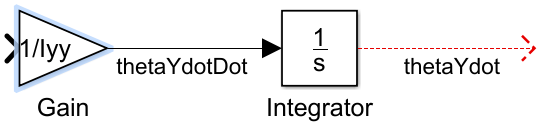 1/Iyy
1
s
thetaYdotDot
thetaYdot
Gain
Integrator